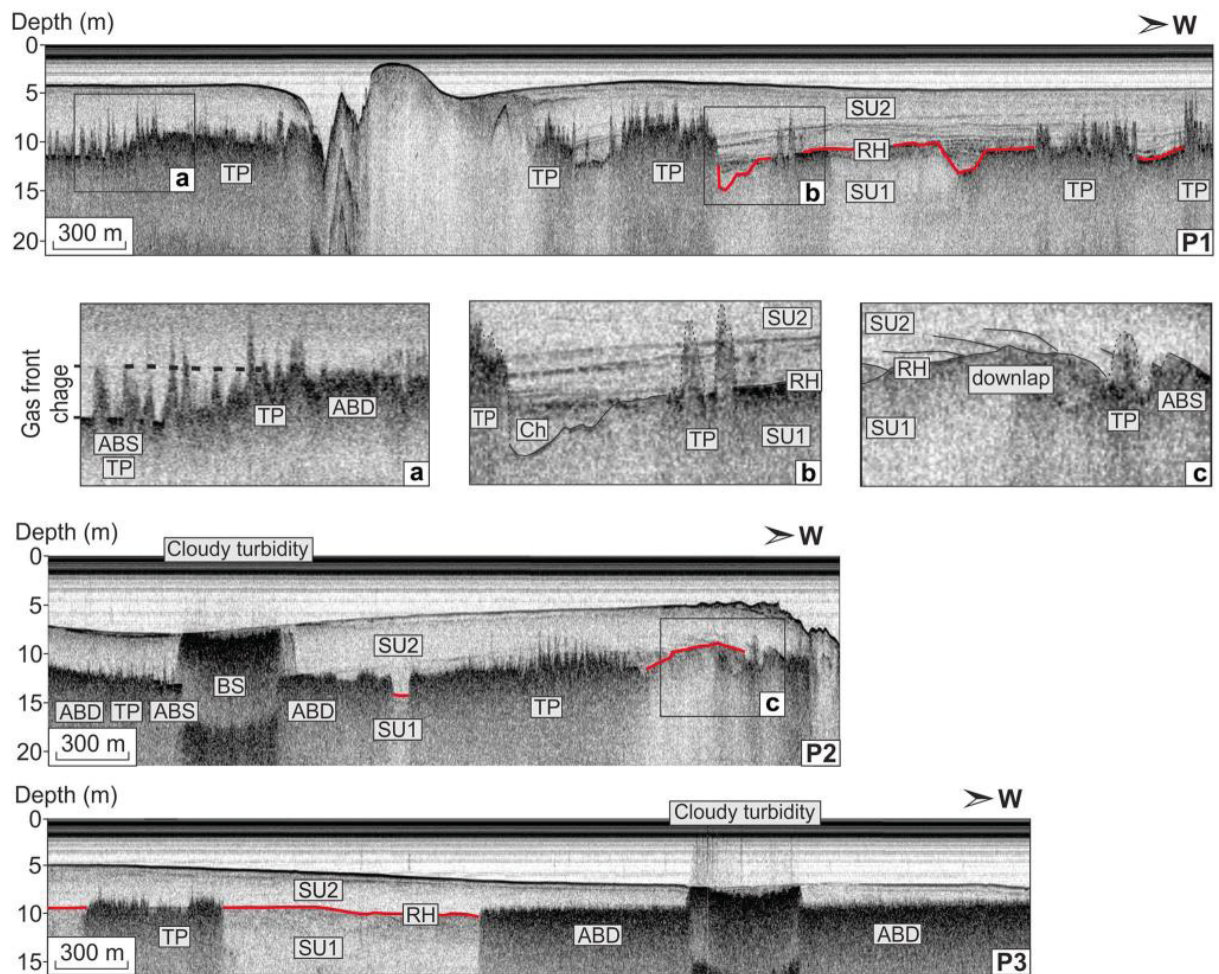 Depth (m)
W
0
5
10
15
20
SU2
RH
SU1
TP
a
TP
TP
b
TP
TP
300 m
P1
Gas front
chage
ABS
TP
TP
ABD
a
SU2
RH
TP
Ch
TP
SU1
b
SU2
RH
downlap
SU1
TP
ABS
c
Depth (m)
Cloudy turbidity
W
0
5
10
15
20
SU2
BS
ABD
TP
ABS
ABD
SU1
TP
c
300 m
P2
Depth (m)
Cloudy turbidity
W
0
5
10
15
SU2
RH
TP
SU1
ABD
ABD
300 m
P3